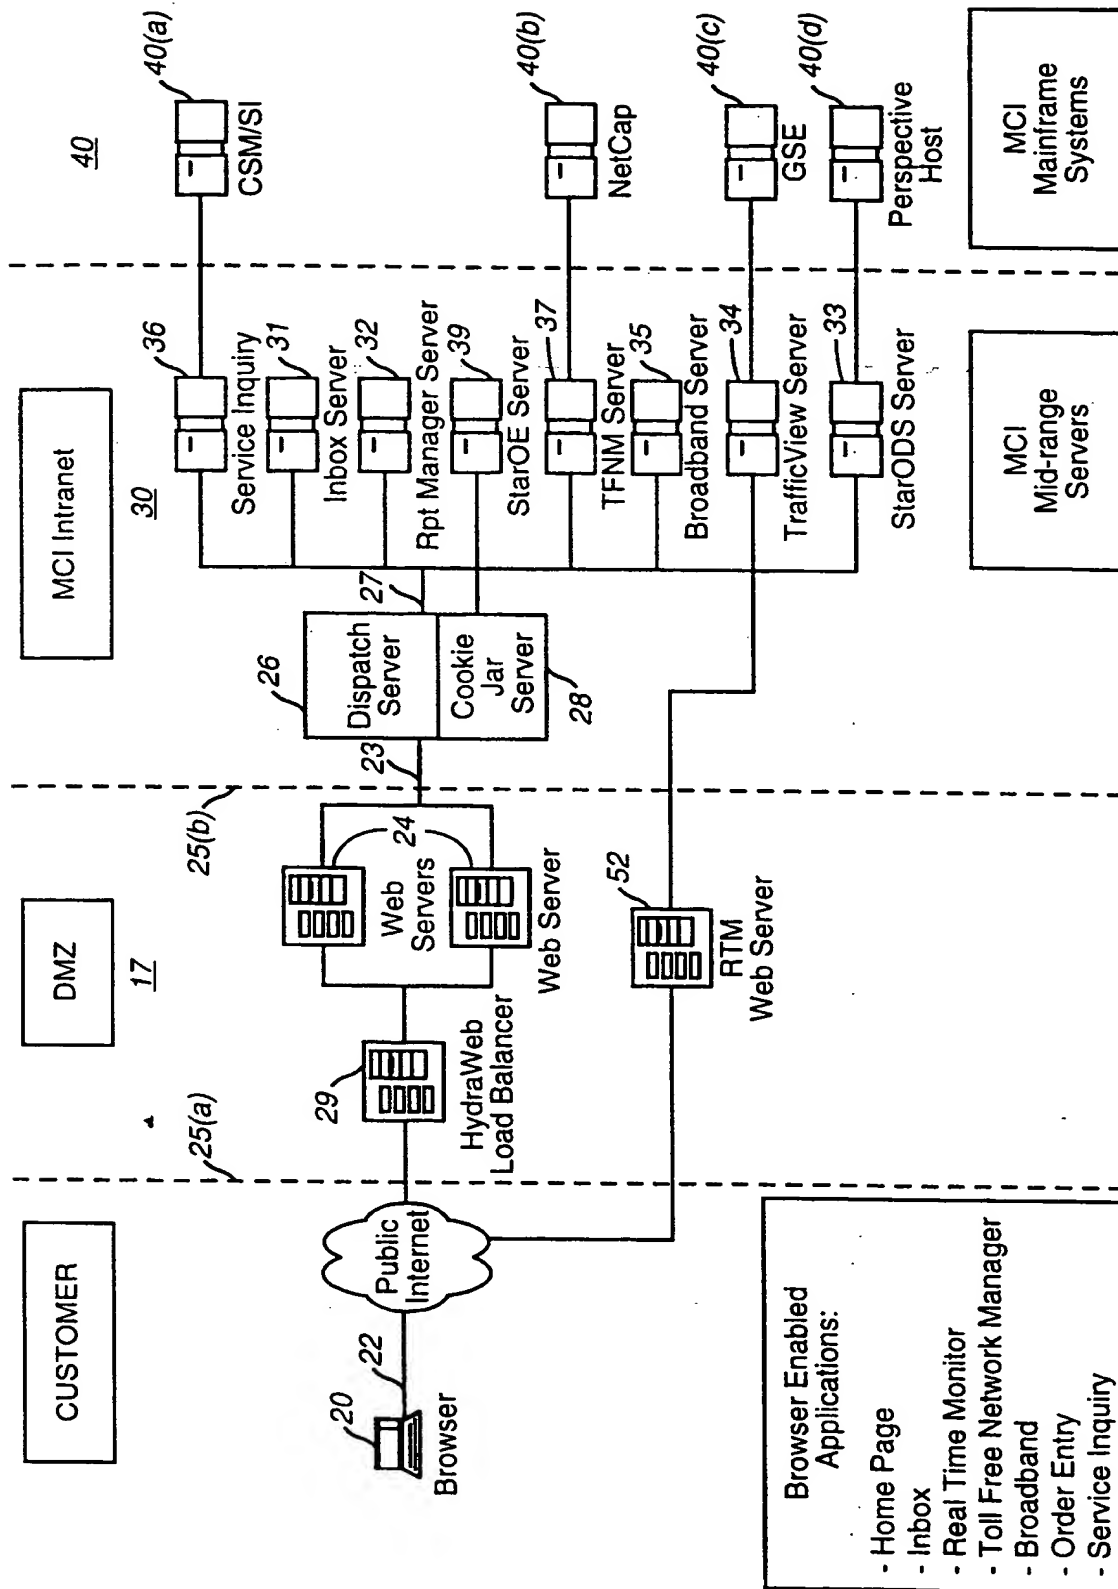 CUSTOMER
DMZ
17
MCI Intranet
30
40
25(a)
25(b)
20
22
Browser
Public
Internet
29
HydraWeb
Load Balancer
24
Web
Servers
Web Server
52
RTM
Web Server
23
26
Dispatch
Server
Cookie
Jar
Server
28
27
36
Service Inquiry
31
Inbox Server
32
Rpt Manager Server
39
StarOE Server
37
TFNM Server
35
Broadband Server
34
TrafficView Server
33
StarODS Server
40(a)
CSM/SI
40(b)
NetCap
40(c)
GSE
40(d)
Perspective
Host
Browser Enabled
Applications:
- Home Page
- Inbox
- Real Time Monitor
- Toll Free Network Manager
- Broadband
- Order Entry
- Service Inquiry
MCI
Mid-range
Servers
MCI
Mainframe
Systems